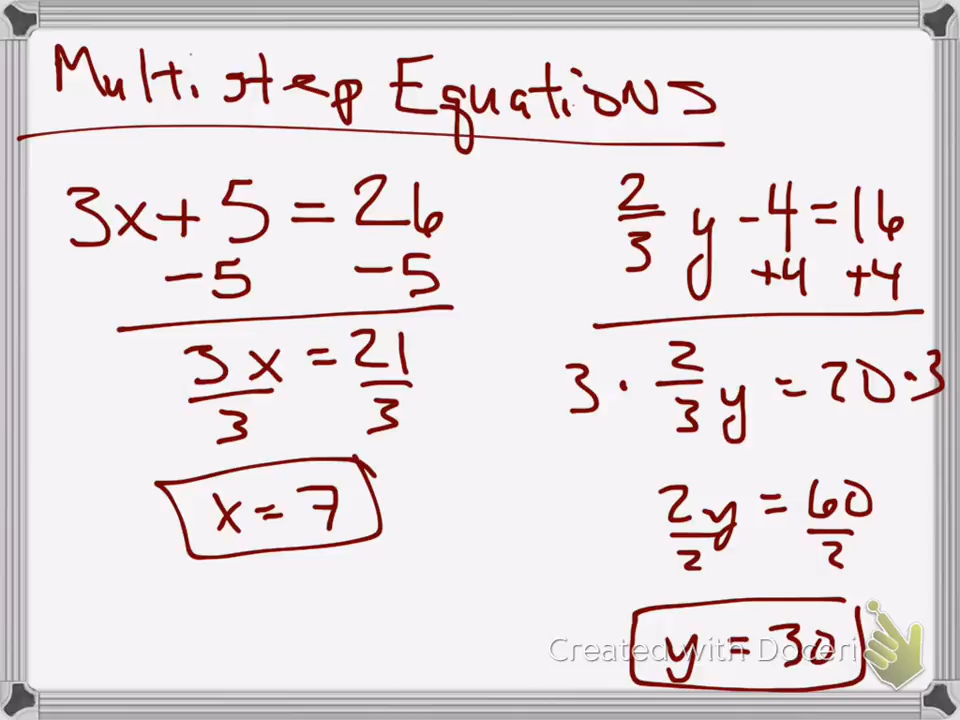 Multistep Equations
3x + 5 = 26
-5 -5
3x = 21
3 3
x = 7
2/3 y - 4 = 16
+4 +4
3 · 2/3 y = 20 · 3
2y = 60
2 2
y = 30
Created with Doceri